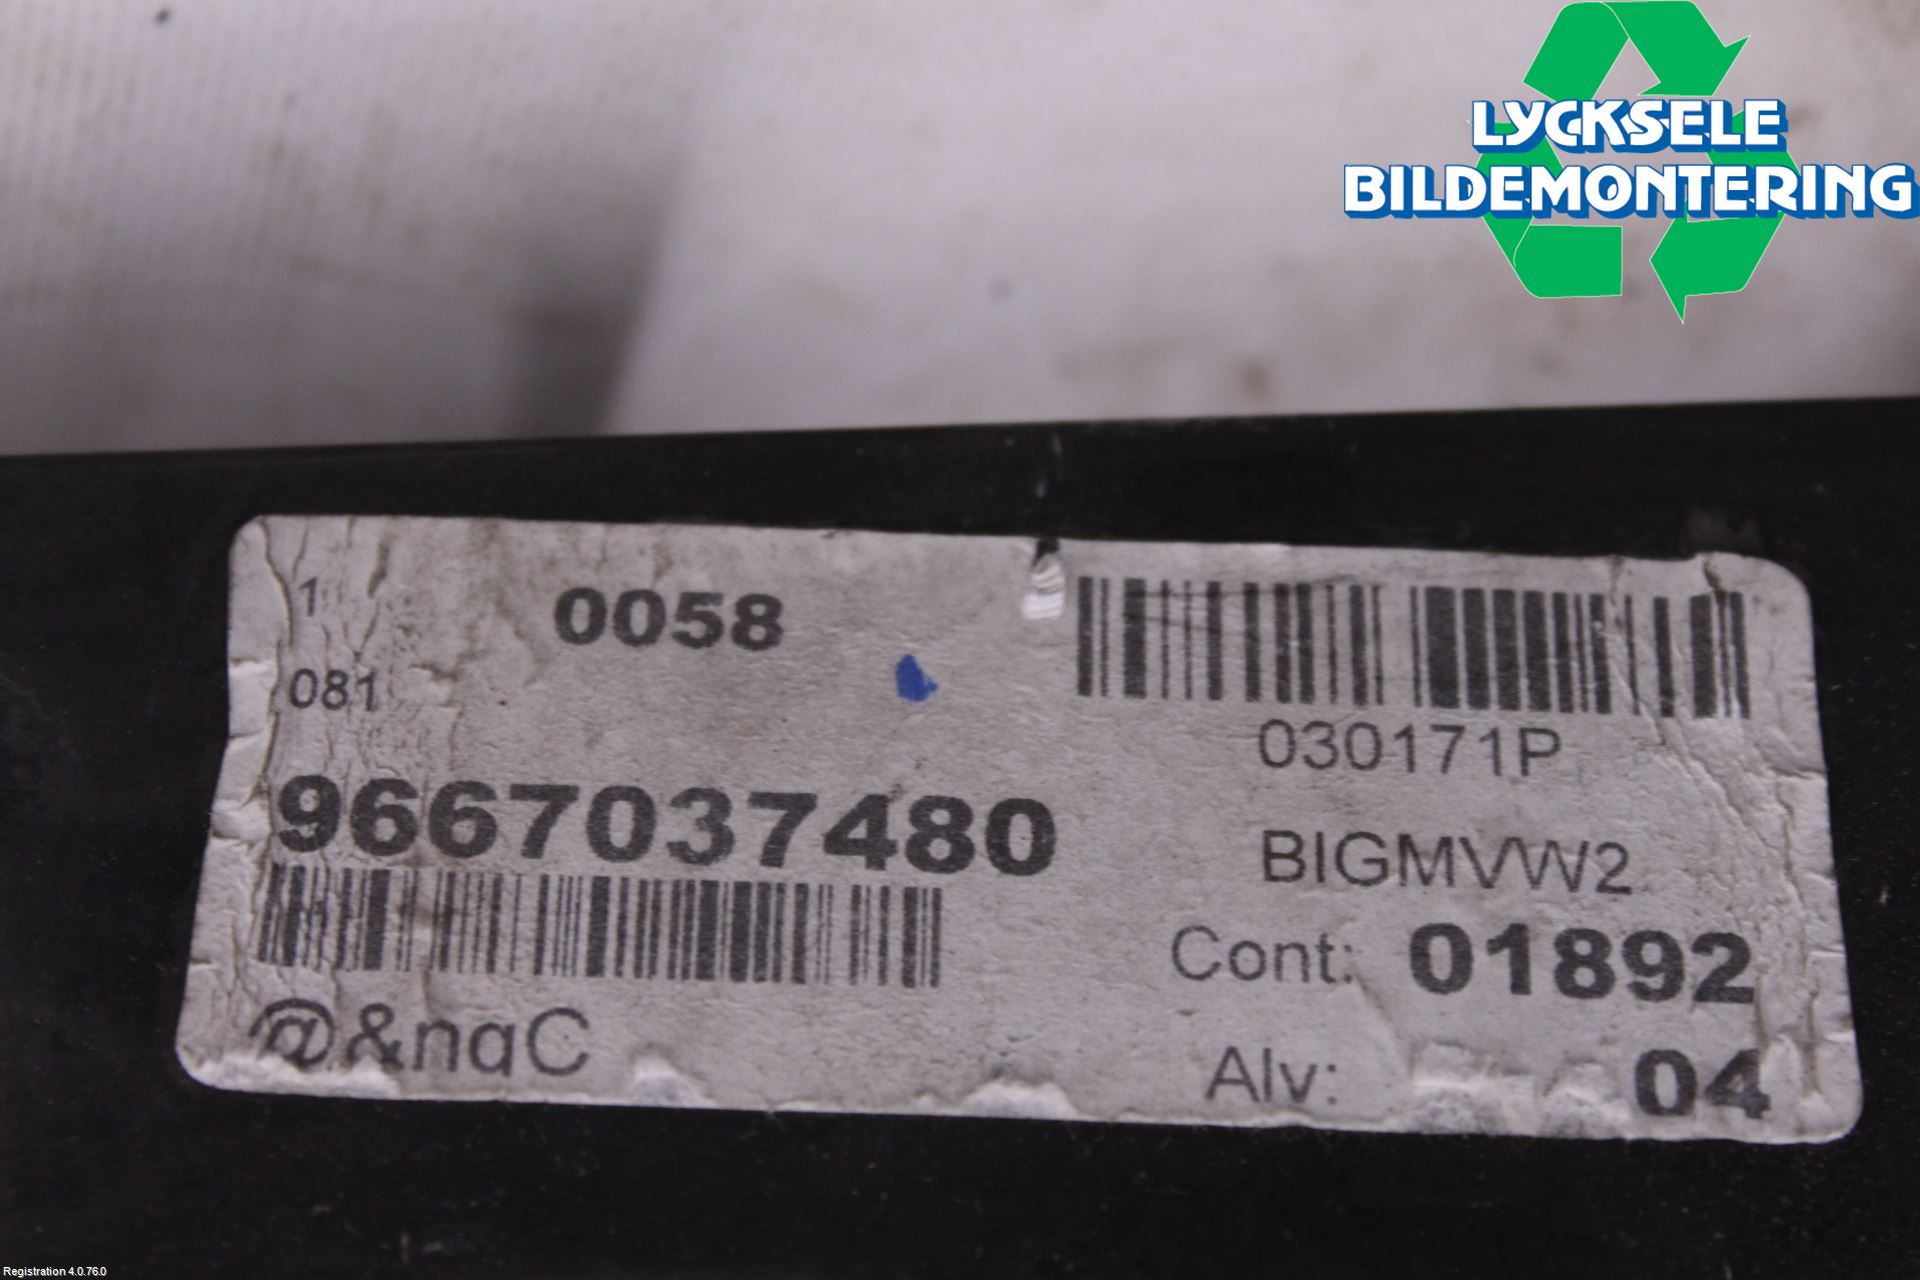 LYCKSELE
BILDEMONTERING
1
0058
081
030171P
9667037480
BIGMVW2
Cont: 01892
@&nqC
Alv: 04
Registration 4.0.76.0